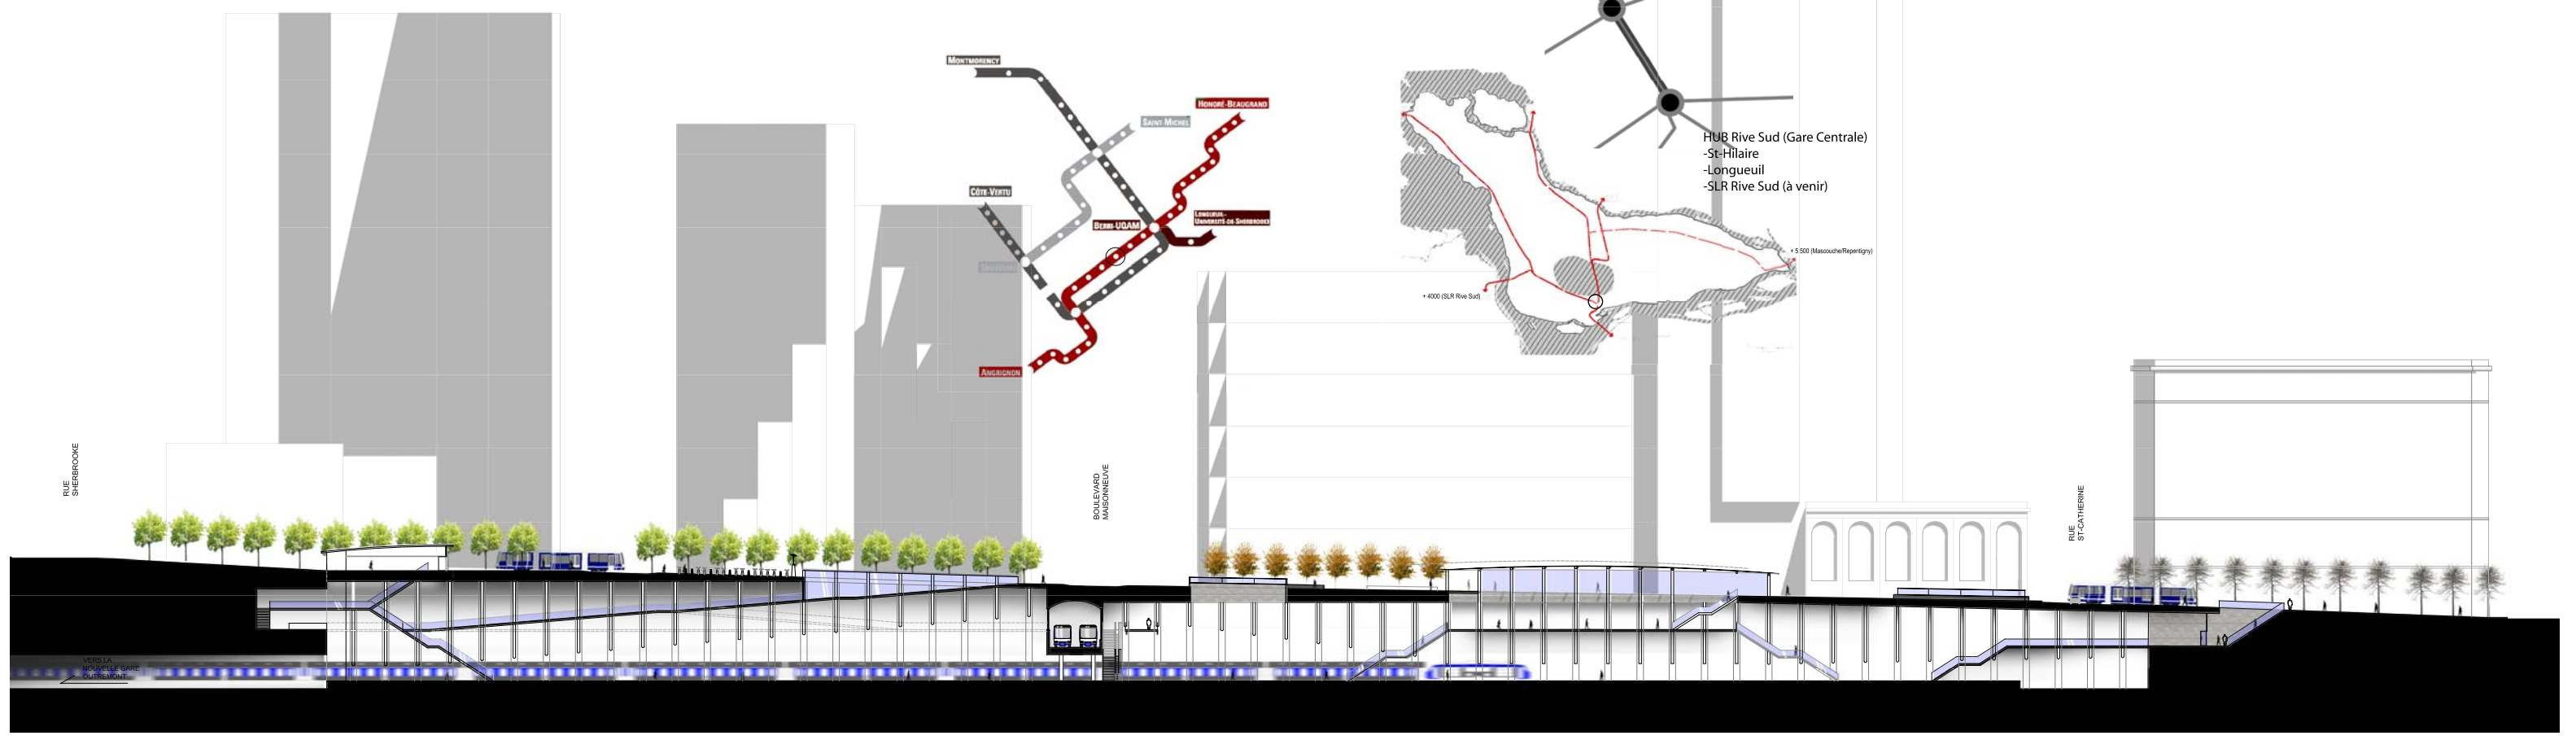 MONTMORENCY
HONORÉ-BEAUGRAND
SAINT MICHEL
CÔTE-VERTU
BERRI-UQAM
LONGUEUIL-
UNIVERSITÉ-DE-SHERBROOKE
ANGRIGNON
HUB Rive Sud (Gare Centrale)
-St-Hilaire
-Longueuil
-SLR Rive Sud (à venir)
+ 5 500 (Mascouche/Repentigny)
+ 4000 (SLR Rive Sud)
RUE
SHERBROOKE
BOULEVARD
MAISONNEUVE
RUE
ST-CATHERINE
VERS LA
NOUVELLE GARE
OUTREMONT